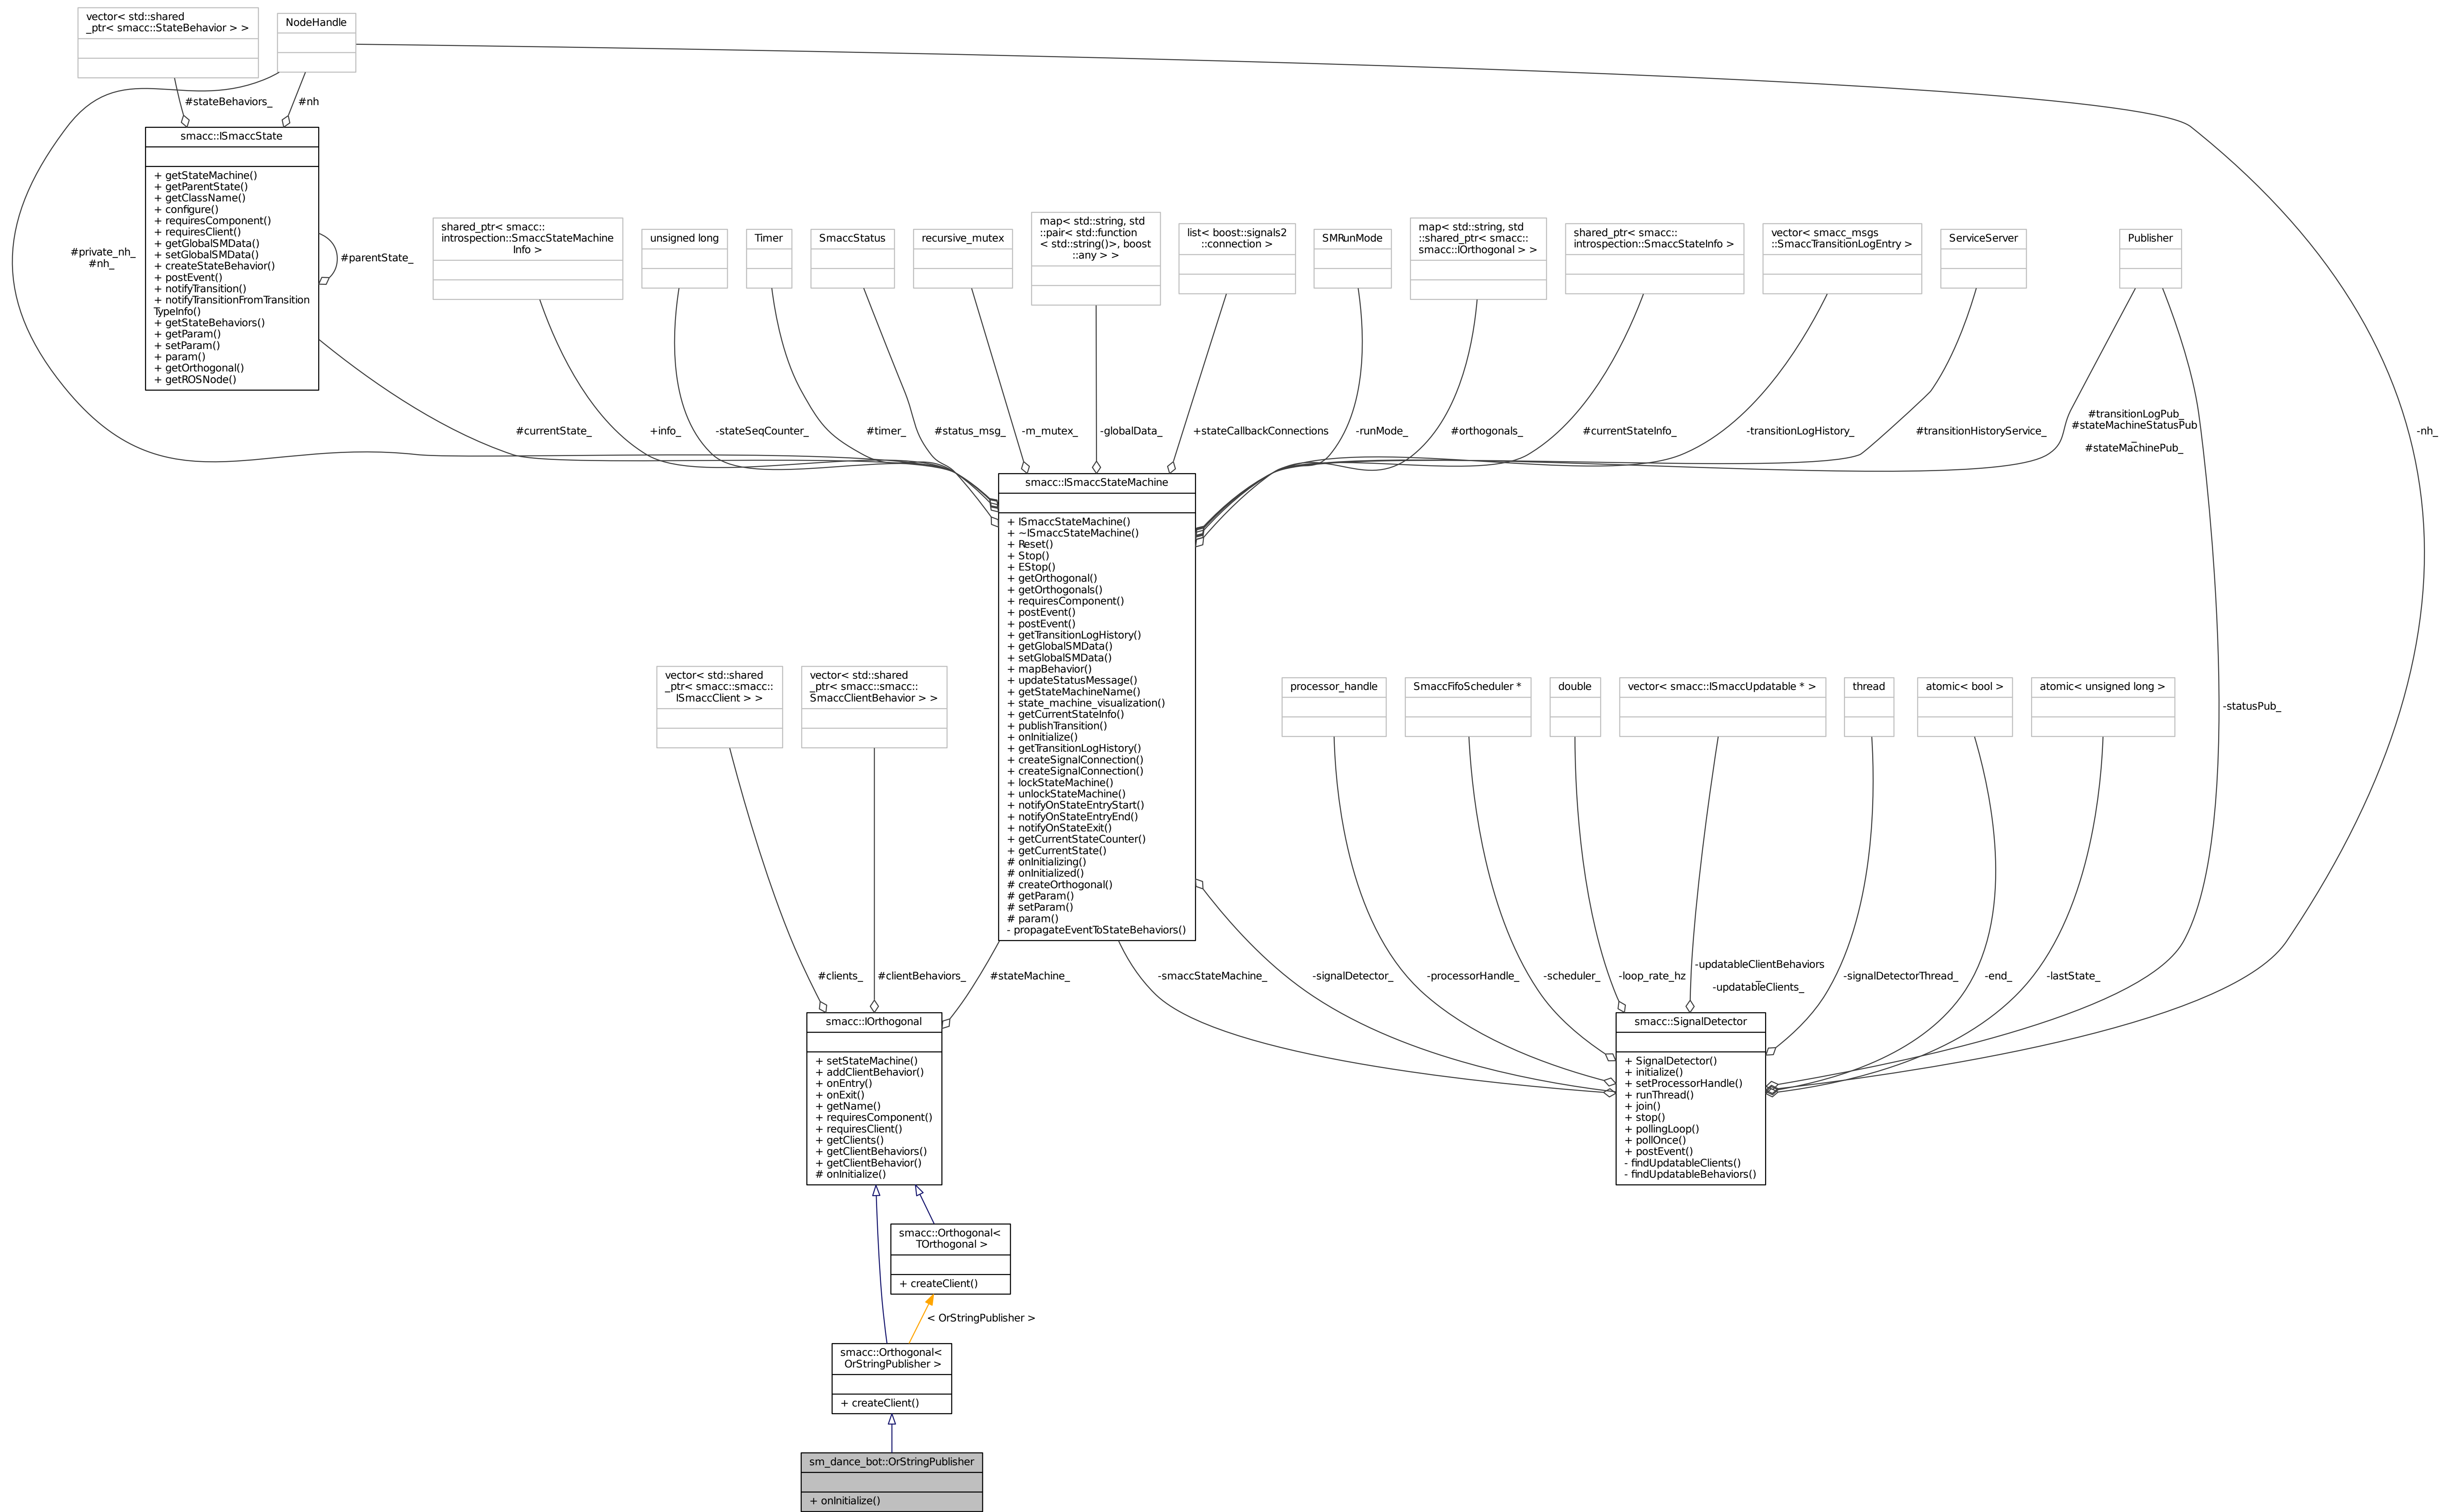 vector< std::shared
_ptr< smacc::StateBehavior > >
NodeHandle
#stateBehaviors_
#nh
smacc::ISmaccState
+ getStateMachine()
+ getParentState()
+ getClassName()
+ configure()
+ requiresComponent()
+ requiresClient()
+ getGlobalSMData()
+ setGlobalSMData()
+ createStateBehavior()
+ postEvent()
+ notifyTransition()
+ notifyTransitionFromTransition
TypeInfo()
+ getStateBehaviors()
+ getParam()
+ setParam()
+ param()
+ getOrthogonal()
+ getROSNode()
#private_nh_
#nh_
#parentState_
shared_ptr< smacc::
introspection::SmaccStateMachine
Info >
unsigned long
Timer
SmaccStatus
recursive_mutex
map< std::string, std
::pair< std::function
< std::string()>, boost
::any > >
list< boost::signals2
::connection >
SMRunMode
map< std::string, std
::shared_ptr< smacc::
smacc::IOrthogonal > >
shared_ptr< smacc::
introspection::SmaccStateInfo >
vector< smacc_msgs
::SmaccTransitionLogEntry >
ServiceServer
Publisher
#currentState_
+info_
-stateSeqCounter_
#timer_
#status_msg_
-m_mutex_
-globalData_
+stateCallbackConnections
-runMode_
#orthogonals_
#currentStateInfo_
-transitionLogHistory_
#transitionHistoryService_
#transitionLogPub_
#stateMachineStatusPub
_
#stateMachinePub_
-nh_
smacc::ISmaccStateMachine
+ ISmaccStateMachine()
+ ~ISmaccStateMachine()
+ Reset()
+ Stop()
+ EStop()
+ getOrthogonal()
+ getOrthogonals()
+ requiresComponent()
+ postEvent()
+ postEvent()
+ getTransitionLogHistory()
+ getGlobalSMData()
+ setGlobalSMData()
+ mapBehavior()
+ updateStatusMessage()
+ getStateMachineName()
+ state_machine_visualization()
+ getCurrentStateInfo()
+ publishTransition()
+ onInitialize()
+ getTransitionLogHistory()
+ createSignalConnection()
+ createSignalConnection()
+ lockStateMachine()
+ unlockStateMachine()
+ notifyOnStateEntryStart()
+ notifyOnStateEntryEnd()
+ notifyOnStateExit()
+ getCurrentStateCounter()
+ getCurrentState()
# onInitializing()
# onInitialized()
# createOrthogonal()
# getParam()
# setParam()
# param()
- propagateEventToStateBehaviors()
vector< std::shared
_ptr< smacc::smacc::
ISmaccClient > >
vector< std::shared
_ptr< smacc::smacc::
SmaccClientBehavior > >
processor_handle
SmaccFifoScheduler *
double
vector< smacc::ISmaccUpdatable * >
thread
atomic< bool >
atomic< unsigned long >
-statusPub_
#clients_
#clientBehaviors_
#stateMachine_
-smaccStateMachine_
-signalDetector_
-processorHandle_
-scheduler_
-loop_rate_hz
-updatableClientBehaviors
_
-updatableClients_
-signalDetectorThread_
-end_
-lastState_
smacc::IOrthogonal
+ setStateMachine()
+ addClientBehavior()
+ onEntry()
+ onExit()
+ getName()
+ requiresComponent()
+ requiresClient()
+ getClients()
+ getClientBehaviors()
+ getClientBehavior()
# onInitialize()
smacc::SignalDetector
+ SignalDetector()
+ initialize()
+ setProcessorHandle()
+ runThread()
+ join()
+ stop()
+ pollingLoop()
+ pollOnce()
+ postEvent()
- findUpdatableClients()
- findUpdatableBehaviors()
smacc::Orthogonal<
TOrthogonal >
+ createClient()
< OrStringPublisher >
smacc::Orthogonal<
OrStringPublisher >
+ createClient()
sm_dance_bot::OrStringPublisher
+ onInitialize()